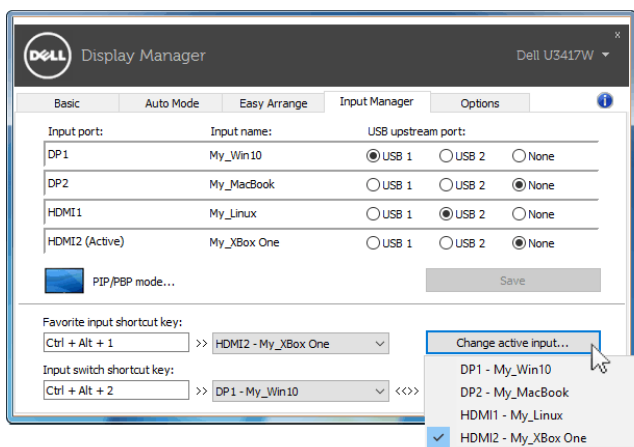 x
DELL Display Manager Dell U3417W
Basic Auto Mode Easy Arrange Input Manager Options i
Input port: Input name: USB upstream port:
DP1 My_Win10 USB 1 USB 2 None
DP2 My_MacBook USB 1 USB 2 None
HDMI1 My_Linux USB 1 USB 2 None
HDMI2 (Active) My_XBox One USB 1 USB 2 None
PIP/PBP mode... Save
Favorite input shortcut key:
Ctrl + Alt + 1 >> HDMI2 - My_XBox One Change active input...
Input switch shortcut key:
Ctrl + Alt + 2 >> DP1 - My_Win10 <<>>
DP1 - My_Win10
DP2 - My_MacBook
HDMI1 - My_Linux
HDMI2 - My_XBox One